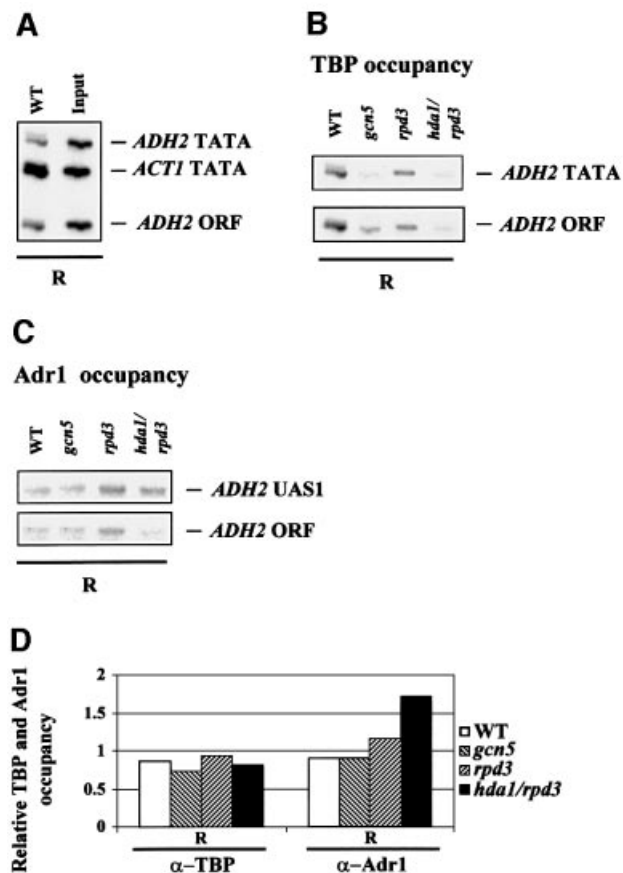 A
WT
Input
ADH2 TATA
ACT1 TATA
ADH2 ORF
R
B
TBP occupancy
WT
gcn5
rpd3
hda1/
rpd3
ADH2 TATA
ADH2 ORF
R
C
Adr1 occupancy
WT
gcn5
rpd3
hda1/
rpd3
ADH2 UAS1
ADH2 ORF
R
D
Relative TBP and Adr1
occupancy
2
1.5
1
0.5
0
R
R
α-TBP
α-Adr1
WT
gcn5
rpd3
hda1/rpd3